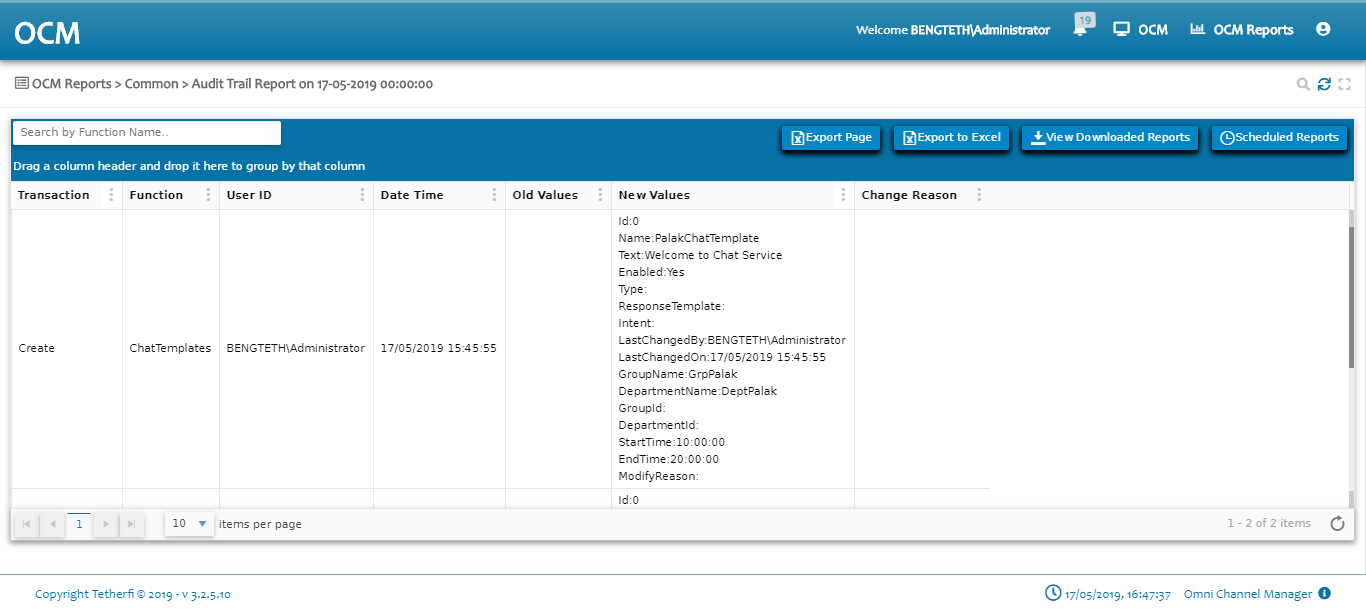 OCM
Welcome BENGTETH\Administrator
19
OCM
OCM Reports
OCM Reports > Common > Audit Trail Report on 17-05-2019 00:00:00
Search by Function Name..
Export Page
Export to Excel
View Downloaded Reports
Scheduled Reports
Drag a column header and drop it here to group by that column
Transaction
Function
User ID
Date Time
Old Values
New Values
Change Reason
Create
ChatTemplates
BENGTETH\Administrator
17/05/2019 15:45:55
Id:0
Name:PalakChatTemplate
Text:Welcome to Chat Service
Enabled:Yes
Type:
ResponseTemplate:
Intent:
LastChangedBy:BENGTETH\Administrator
LastChangedOn:17/05/2019 15:45:55
GroupName:GrpPalak
DepartmentName:DeptPalak
GroupId:
DepartmentId:
StartTime:10:00:00
EndTime:20:00:00
ModifyReason:
Id:0
1
10
items per page
1 - 2 of 2 items
Copyright Tetherfi © 2019 - v 3.2.5.10
17/05/2019, 16:47:37
Omni Channel Manager